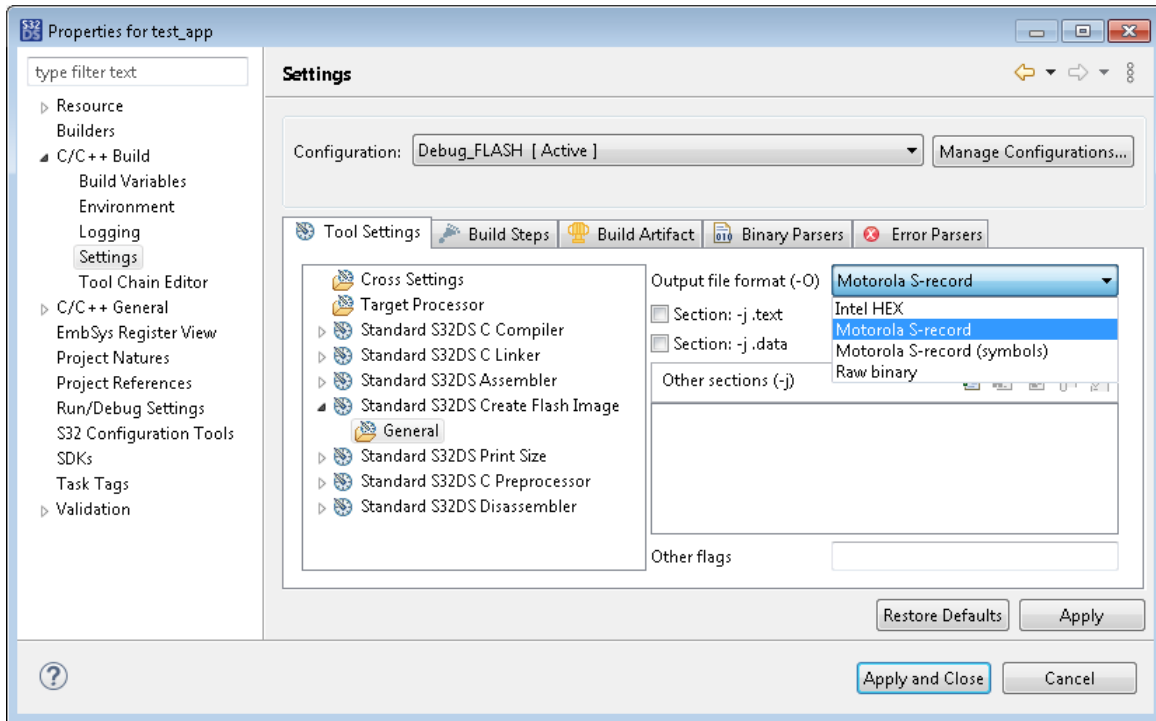 S32
DS
Properties for test_app
type filter text
Resource
Builders
C/C++ Build
Build Variables
Environment
Logging
Settings
Tool Chain Editor
C/C++ General
EmbSys Register View
Project Natures
Project References
Run/Debug Settings
S32 Configuration Tools
SDKs
Task Tags
Validation
Settings
Configuration: Debug_FLASH [ Active ] Manage Configurations...
Tool Settings Build Steps Build Artifact 010 Binary Parsers Error Parsers
Cross Settings
Target Processor
Standard S32DS C Compiler
Standard S32DS C Linker
Standard S32DS Assembler
Standard S32DS Create Flash Image
General
Standard S32DS Print Size
Standard S32DS C Preprocessor
Standard S32DS Disassembler
Output file format (-O) Motorola S-record
Intel HEX
Motorola S-record
Motorola S-record (symbols)
Raw binary
Section: -j .text
Section: -j .data
Other sections (-j)
Other flags
Restore Defaults Apply
? Apply and Close Cancel